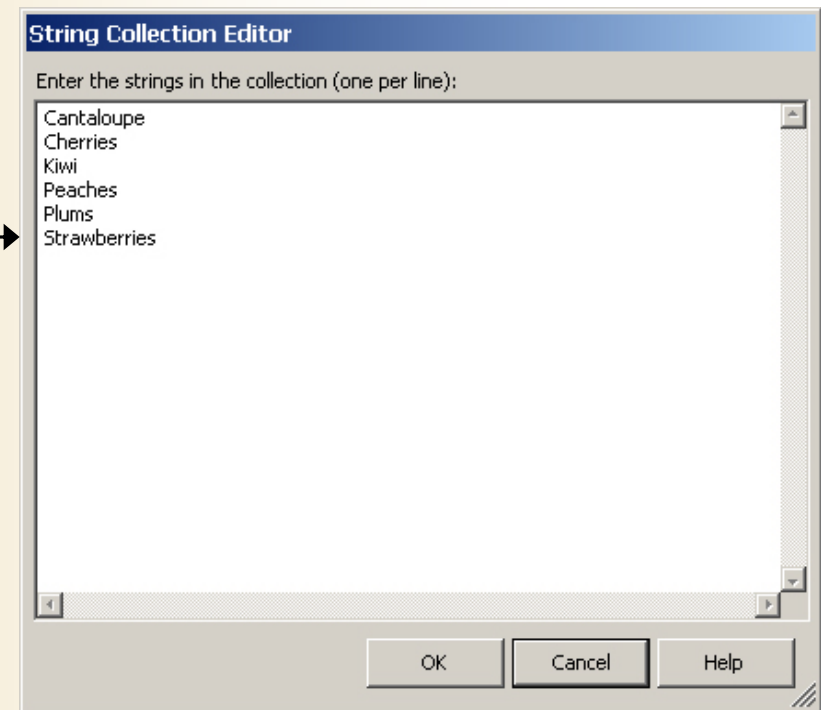 String Collection Editor
Enter the strings in the collection (one per line):
Cantaloupe
Cherries
Kiwi
Peaches
Plums
Strawberries
OK Cancel Help